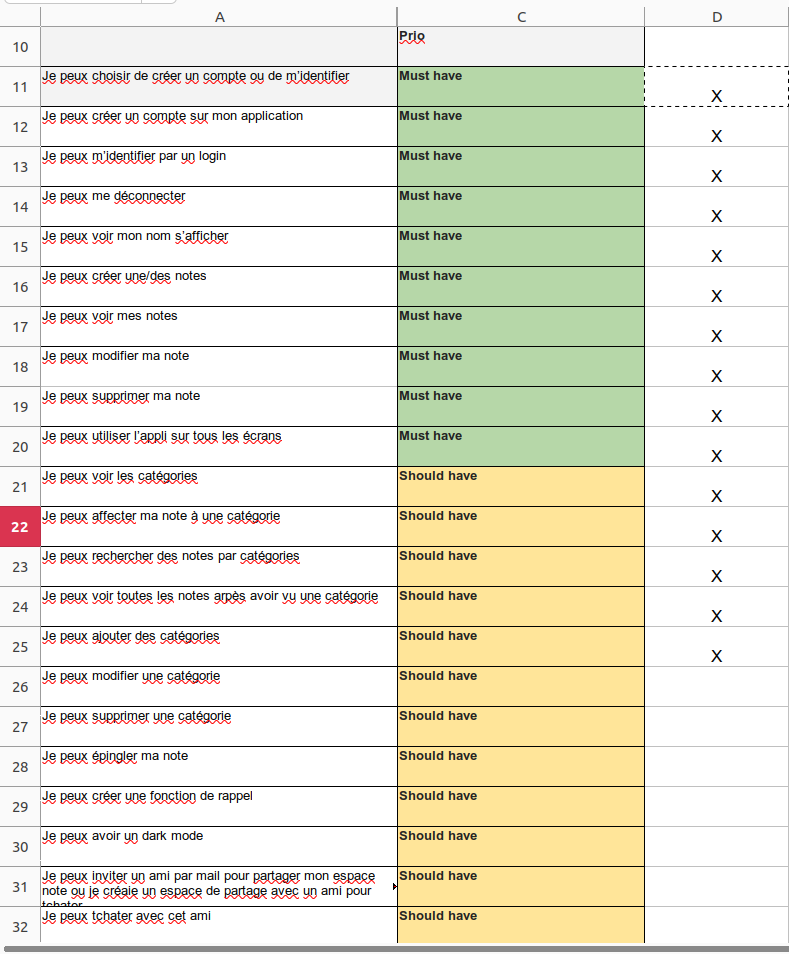 A C D
10 Prio
11 Je peux choisir de créer un compte ou de m'identifier Must have X
12 Je peux créer un compte sur mon application Must have X
13 Je peux m'identifier par un login Must have X
14 Je peux me déconnecter Must have X
15 Je peux voir mon nom s'afficher Must have X
16 Je peux créer une/des notes Must have X
17 Je peux voir mes notes Must have X
18 Je peux modifier ma note Must have X
19 Je peux supprimer ma note Must have X
20 Je peux utiliser l'appli sur tous les écrans Must have X
21 Je peux voir les catégories Should have X
22 Je peux affecter ma note à une catégorie Should have X
23 Je peux rechercher des notes par catégories Should have X
24 Je peux voir toutes les notes arpès avoir vu une catégorie Should have X
25 Je peux ajouter des catégories Should have X
26 Je peux modifier une catégorie Should have
27 Je peux supprimer une catégorie Should have
28 Je peux épingler ma note Should have
29 Je peux créer une fonction de rappel Should have
30 Je peux avoir un dark mode Should have
31 Je peux inviter un ami par mail pour partager mon espace Should have
note ou je créaie un espace de partage avec un ami pour
tchater
32 Je peux tchater avec cet ami Should have